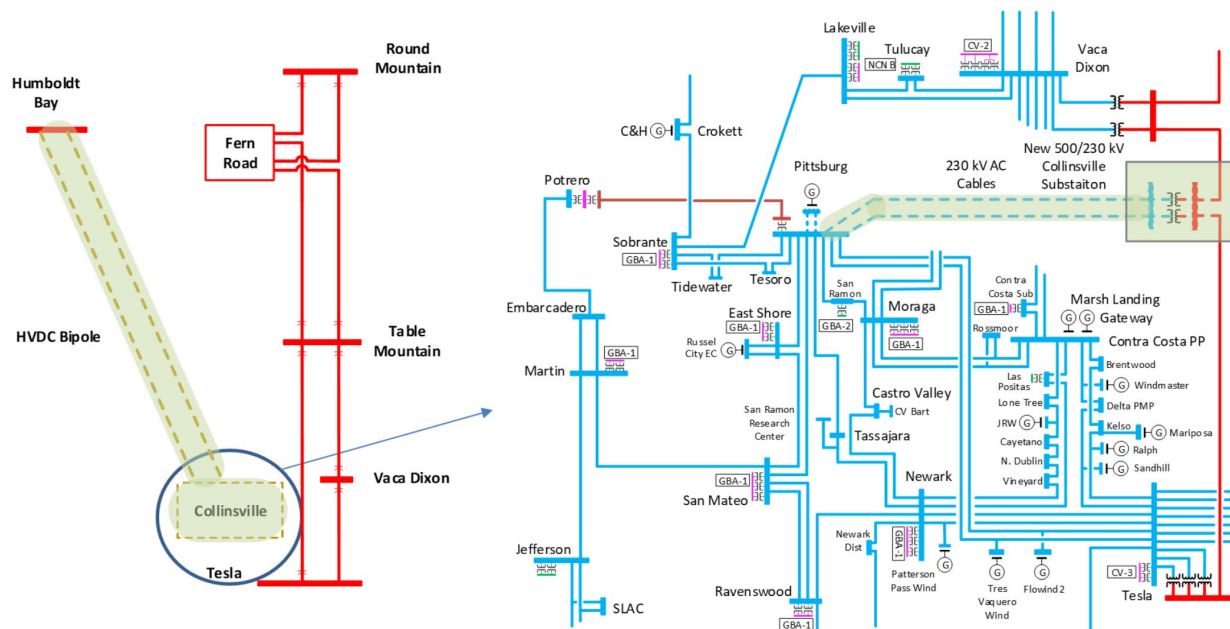 Round
Mountain
Humboldt
Bay
Fern
Road
HVDC Bipole
Table
Mountain
Vaca Dixon
Collinsville
Tesla
Lakeville
NCN B
Tulucay
CV-2
Vaca
Dixon
C&H
G
Crokett
Pittsburg
G
230 kV AC
Cables
New 500/230 kV
Collinsville
Substaiton
Potrero
Sobrante
GBA-1
Tidewater
Tesoro
San
Ramon
GBA-2
Moraga
GBA-1
Contra
Costa Sub
GBA-1
Rossmoor
Marsh Landing
Gateway
G
G
Contra Costa PP
Embarcadero
East Shore
GBA-1
Russel
City EC
G
Martin
GBA-1
Castro Valley
CV Bart
San Ramon
Research
Center
Tassajara
Las
Positas
Lone Tree
JRW
G
Cayetano
N. Dublin
Vineyard
Brentwood
G
Windmaster
Delta PMP
Kelso
G
Mariposa
G
Ralph
G
Sandhill
GBA-1
San Mateo
Newark
Newark
Dist
GBA-1
G
Patterson
Pass Wind
G
Tres
Vaquero
Wind
G
Flowind 2
CV-3
Tesla
Jefferson
SLAC
Ravenswood
GBA-1